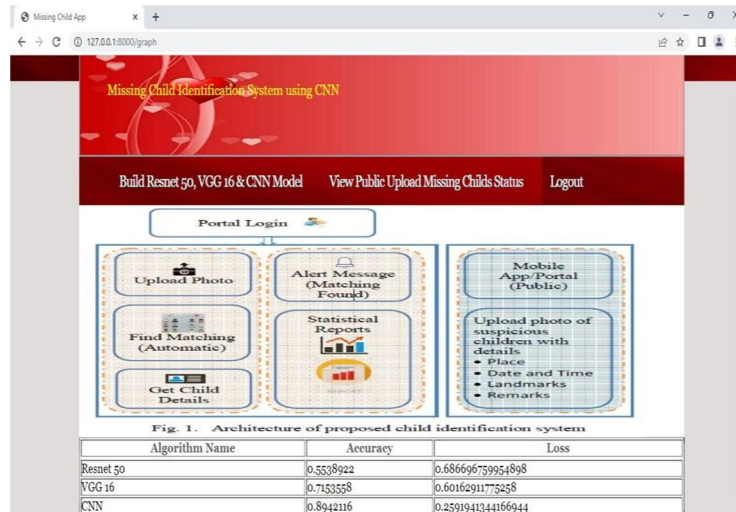 Missing Child App
127.0.0.1:8000/graph
Missing Child Identification System using CNN
Build Resnet 50, VGG 16 & CNN Model View Public Upload Missing Childs Status Logout
Portal Login
Upload Photo
Find Matching
(Automatic)
Get Child
Details
Alert Message
(Matching
Found)
Statistical
Reports
Mobile
App/Portal
(Public)
Upload photo of
suspicious
children with
details
• Place
• Date and Time
• Landmarks
• Remarks
Fig. 1. Architecture of proposed child identification system
Algorithm Name Accuracy Loss
Resnet 50 0.5538922 0.686696759954898
VGG 16 0.7153558 0.60162911775258
CNN 0.8942116 0.2591941344166944